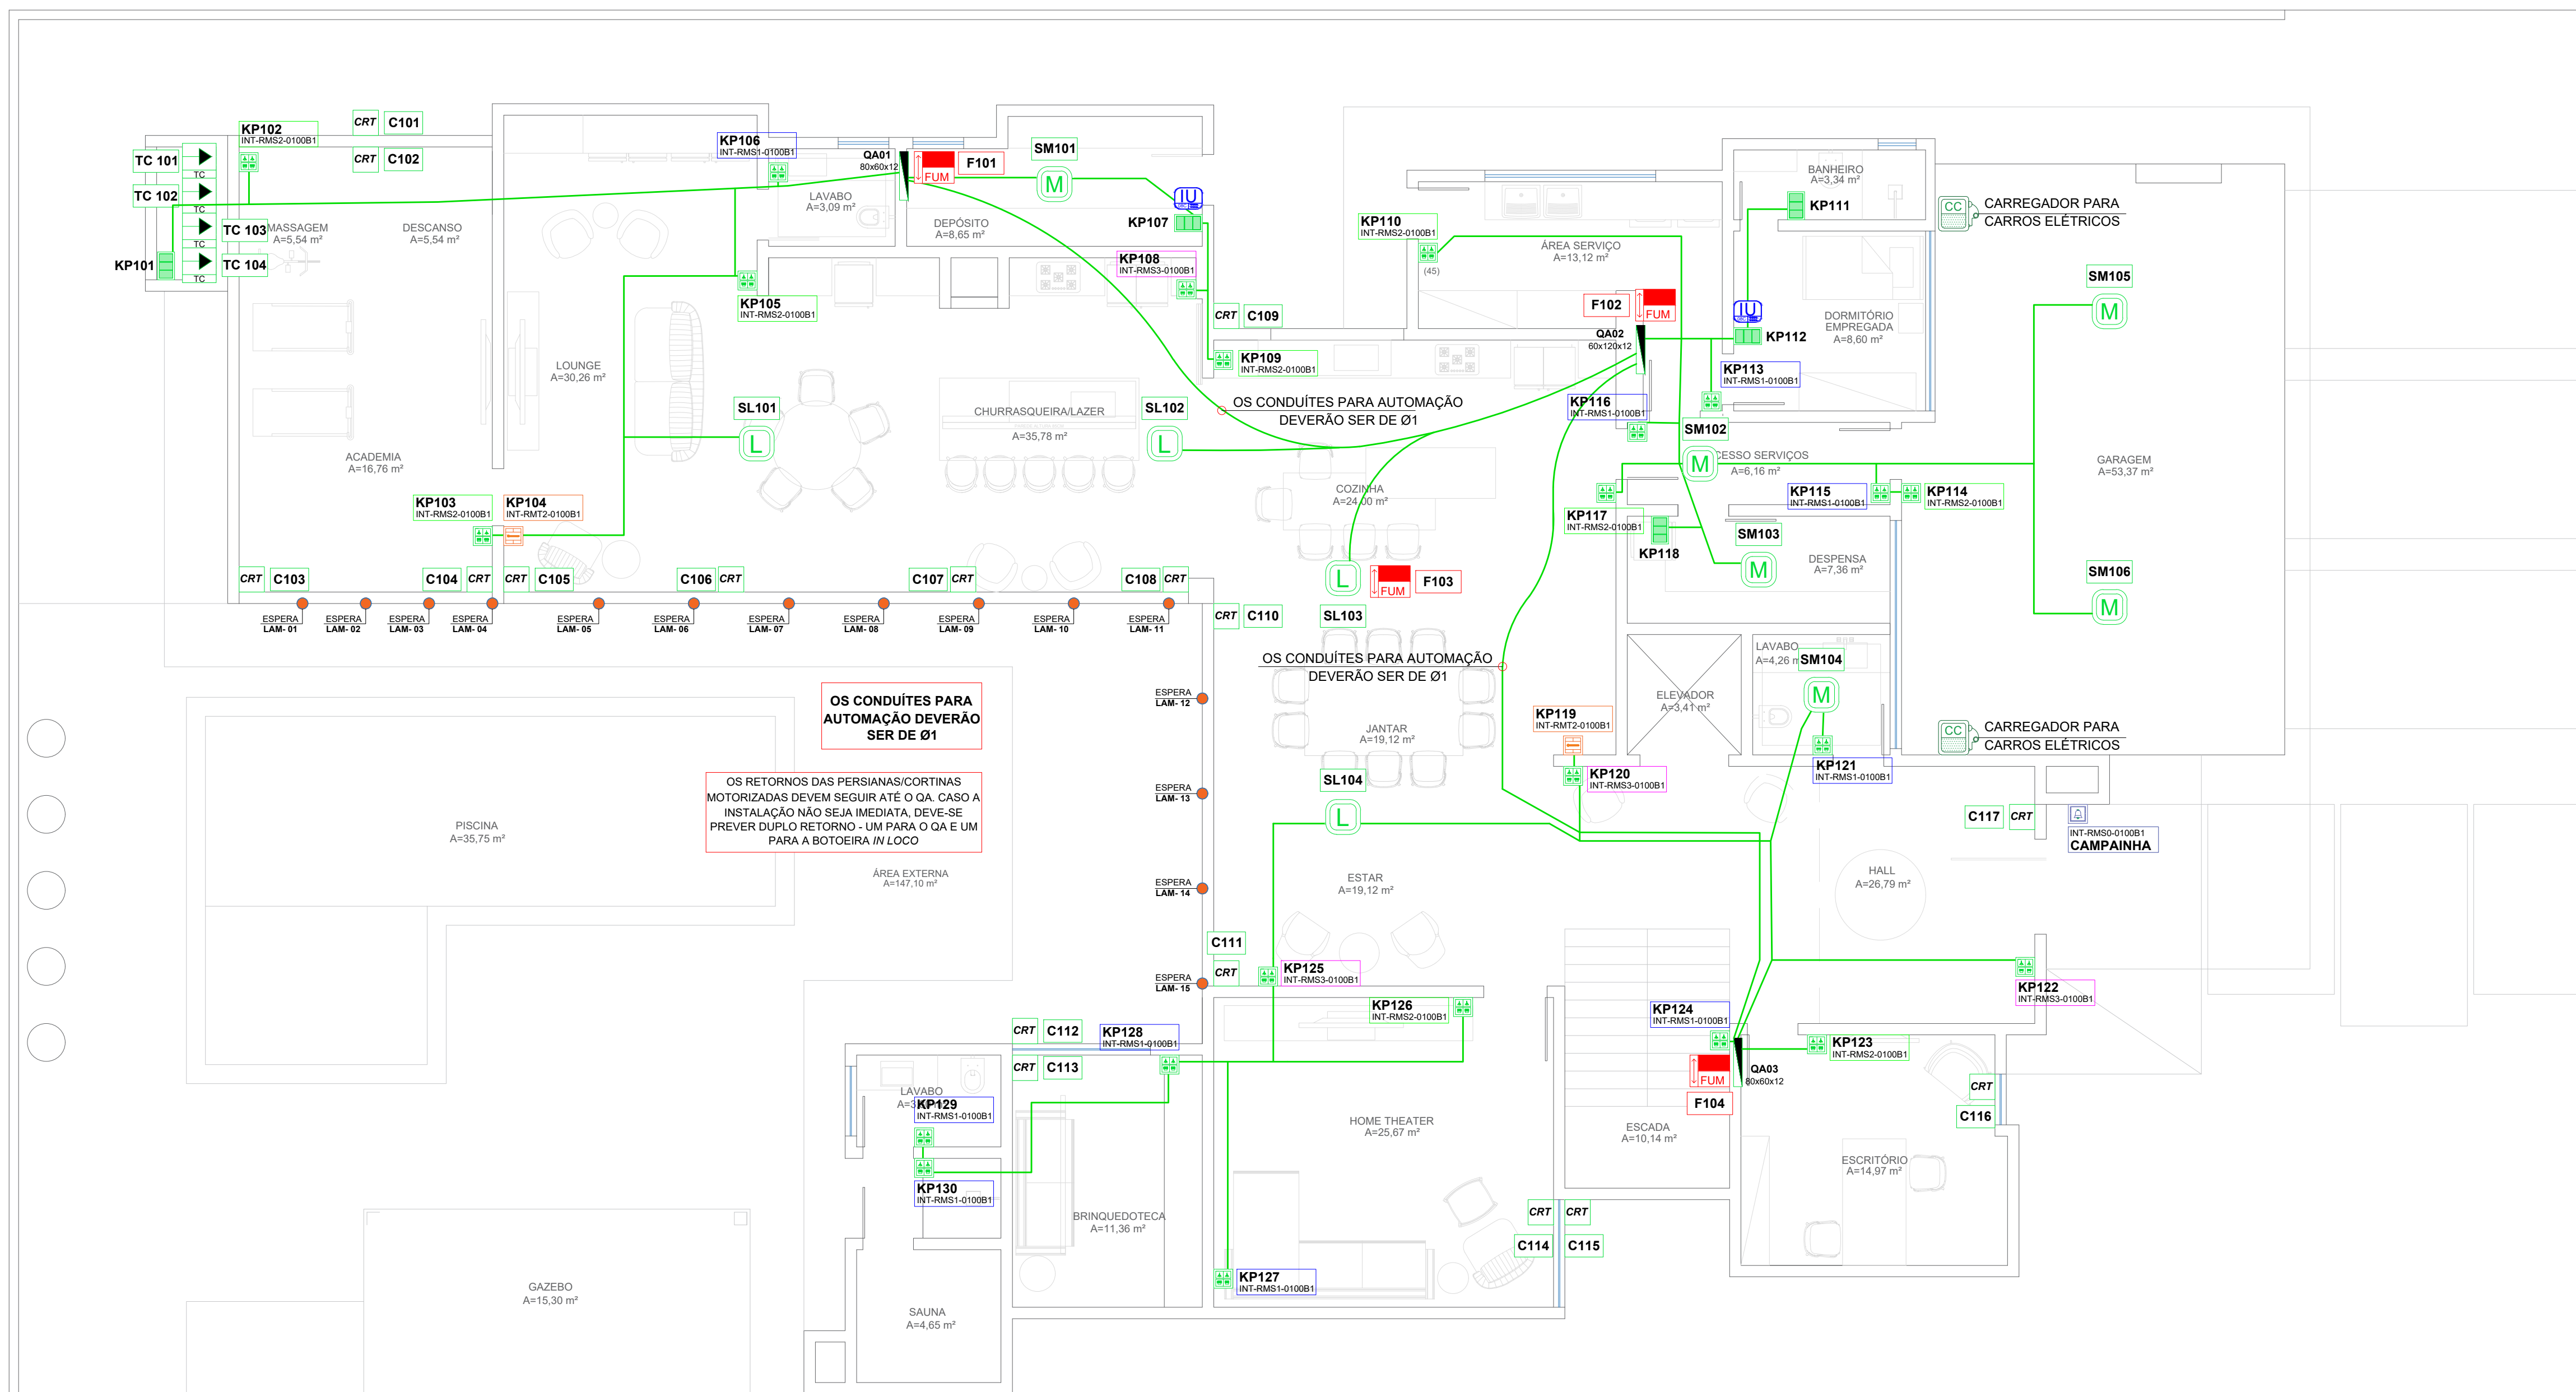 KP102
INT-RMS2-0100B1
CRT
C101
CRT
C102
TC 101
TC
TC 102
TC
TC 103
TC
TC 104
TC
KP101
MASSAGEM
A=5,54 m²
DESCANSO
A=5,54 m²
KP106
INT-RMS1-0100B1
QA01
80x60x12
FUM
F101
SM101
M
LAVABO
A=3,09 m²
DEPÓSITO
A=8,65 m²
IU
KP107
KP108
INT-RMS3-0100B1
KP105
INT-RMS2-0100B1
CRT
C109
KP109
INT-RMS2-0100B1
KP110
INT-RMS2-0100B1
(45)
ÁREA SERVIÇO
A=13,12 m²
BANHEIRO
A=3,34 m²
KP111
CC
CARREGADOR PARA
CARROS ELÉTRICOS
F102
FUM
QA02
60x120x12
IU
KP112
DORMITÓRIO
EMPREGADA
A=8,60 m²
SM105
M
KP113
INT-RMS1-0100B1
LOUNGE
A=30,26 m²
SL101
L
CHURRASQUEIRA/LAZER
A=35,78 m²
SL102
L
OS CONDUÍTES PARA AUTOMAÇÃO
DEVERÃO SER DE Ø1
KP116
INT-RMS1-0100B1
SM102
M
CESSO SERVIÇOS
A=6,16 m²
GARAGEM
A=53,37 m²
ACADEMIA
A=16,76 m²
COZINHA
A=24,00 m²
KP103
INT-RMS2-0100B1
KP104
INT-RMT2-0100B1
KP117
INT-RMS2-0100B1
KP115
INT-RMS1-0100B1
KP114
INT-RMS2-0100B1
KP118
SM103
M
DESPENSA
A=7,36 m²
SM106
M
CRT
C103
C104
CRT
CRT
C105
C106
CRT
C107
CRT
C108
CRT
L
SL103
FUM
F103
CRT
C110
ESPERA
LAM- 01
ESPERA
LAM- 02
ESPERA
LAM- 03
ESPERA
LAM- 04
ESPERA
LAM- 05
ESPERA
LAM- 06
ESPERA
LAM- 07
ESPERA
LAM- 08
ESPERA
LAM- 09
ESPERA
LAM- 10
ESPERA
LAM- 11
OS CONDUÍTES PARA AUTOMAÇÃO
DEVERÃO SER DE Ø1
LAVABO
A=4,26 m
SM104
M
ELEVADOR
A=3,41 m²
OS CONDUÍTES PARA
AUTOMAÇÃO DEVERÃO
SER DE Ø1
ESPERA
LAM- 12
JANTAR
A=19,12 m²
KP119
INT-RMT2-0100B1
KP120
INT-RMS3-0100B1
KP121
INT-RMS1-0100B1
CC
CARREGADOR PARA
CARROS ELÉTRICOS
OS RETORNOS DAS PERSIANAS/CORTINAS
MOTORIZADAS DEVEM SEGUIR ATÉ O QA. CASO A
INSTALAÇÃO NÃO SEJA IMEDIATA, DEVE-SE
PREVER DUPLO RETORNO - UM PARA O QA E UM
PARA A BOTOEIRA IN LOCO
ESPERA
LAM- 13
SL104
L
C117
CRT
INT-RMS0-0100B1
CAMPAINHA
PISCINA
A=35,75 m²
ÁREA EXTERNA
A=147,10 m²
ESPERA
LAM- 14
ESTAR
A=19,12 m²
HALL
A=26,79 m²
C111
CRT
ESPERA
LAM- 15
KP125
INT-RMS3-0100B1
KP126
INT-RMS2-0100B1
KP122
INT-RMS3-0100B1
KP124
INT-RMS1-0100B1
KP123
INT-RMS2-0100B1
CRT
C112
CRT
C113
KP128
INT-RMS1-0100B1
FUM
F104
QA03
80x60x12
CRT
C116
LAVABO
KP129
INT-RMS1-0100B1
HOME THEATER
A=25,67 m²
ESCADA
A=10,14 m²
ESCRITÓRIO
A=14,97 m²
KP130
INT-RMS1-0100B1
BRINQUEDOTECA
A=11,36 m²
CRT
CRT
C114
C115
KP127
INT-RMS1-0100B1
GAZEBO
A=15,30 m²
SAUNA
A=4,65 m²